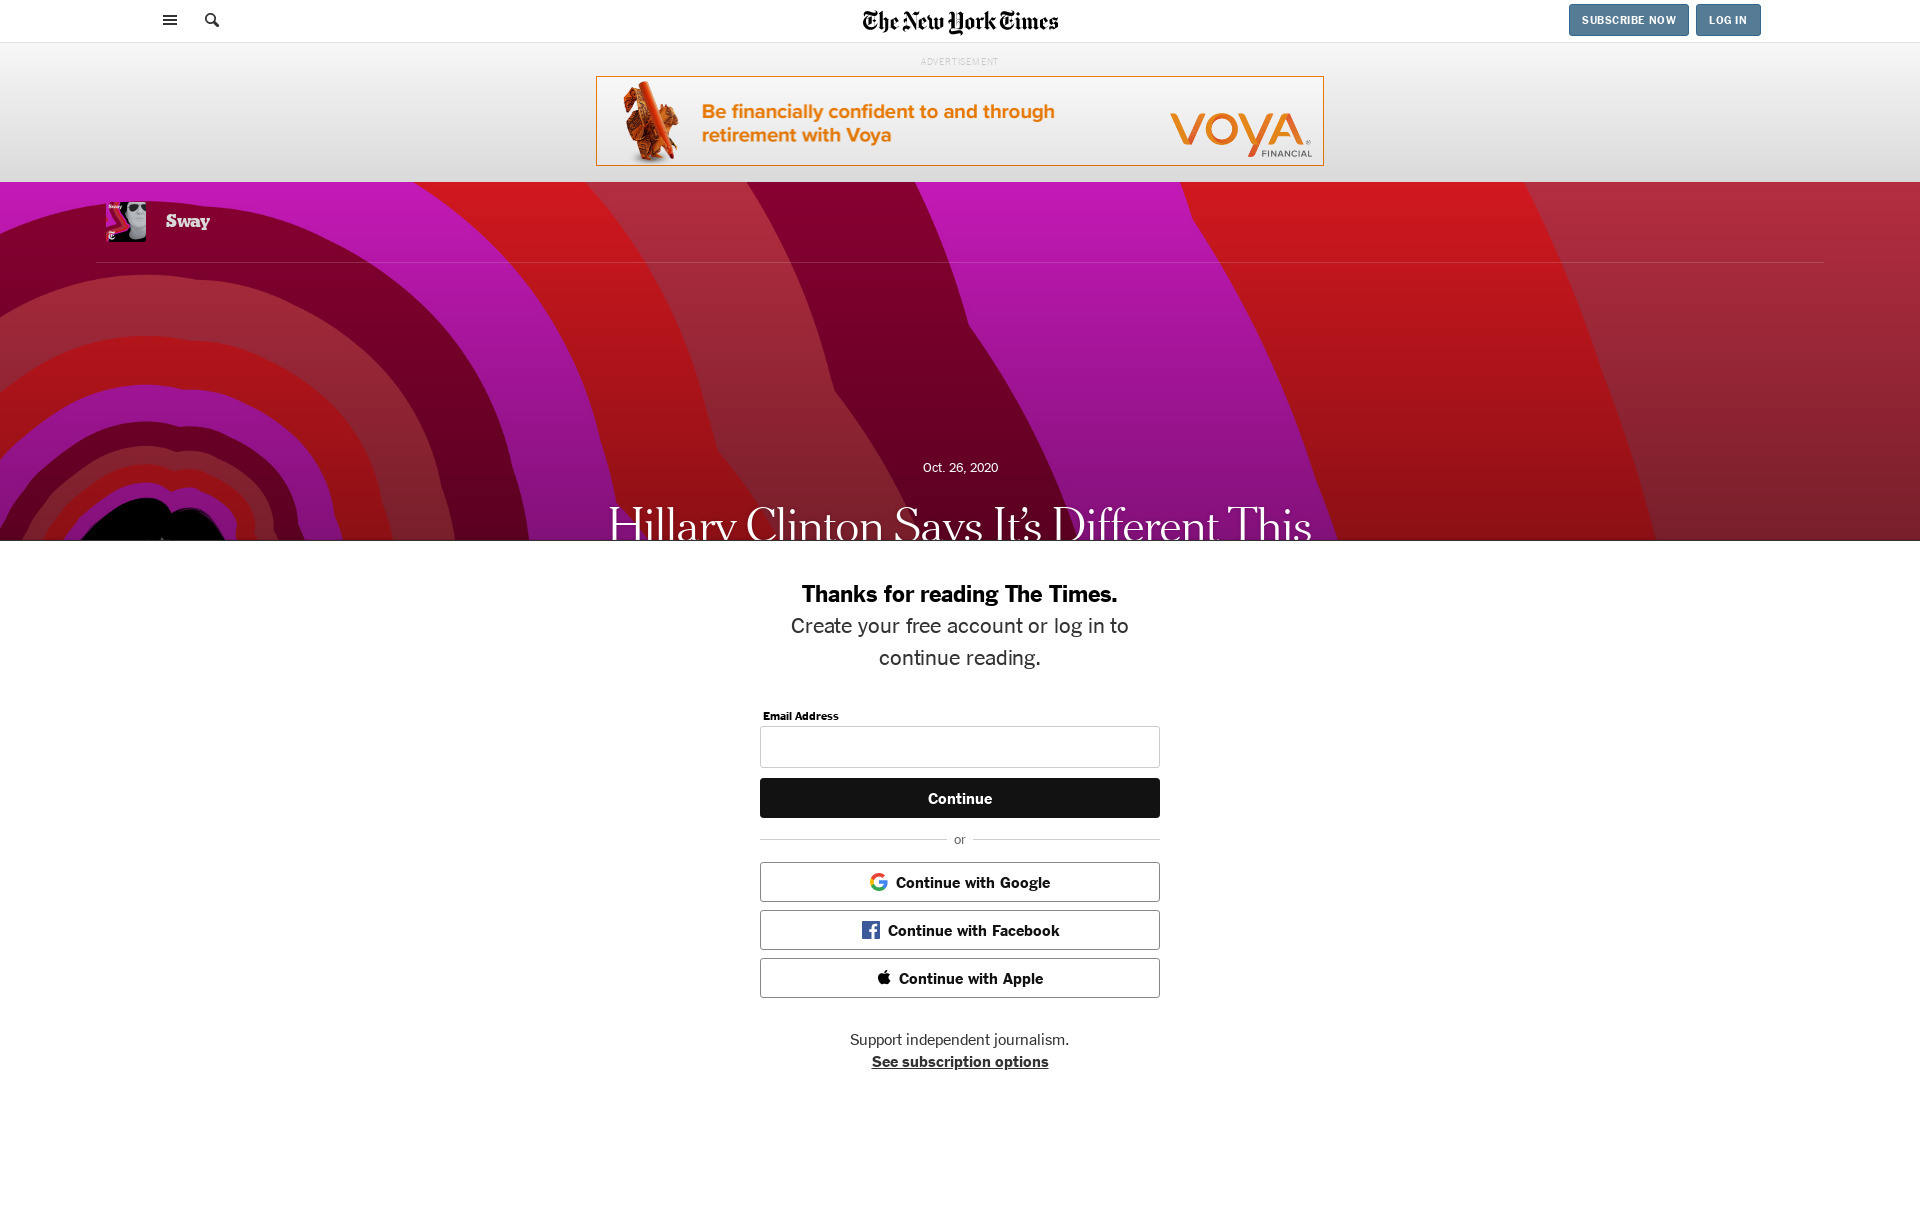 The New York Times
SUBSCRIBE NOW
LOG IN
ADVERTISEMENT
Be financially confident to and through
retirement with Voya
VOYA®
FINANCIAL
Sway
Sway
Oct. 26, 2020
Hillary Clinton Says It’s Different This
Thanks for reading The Times.
Create your free account or log in to
continue reading.
Email Address
Continue
or
Continue with Google
Continue with Facebook
Continue with Apple
Support independent journalism.
See subscription options